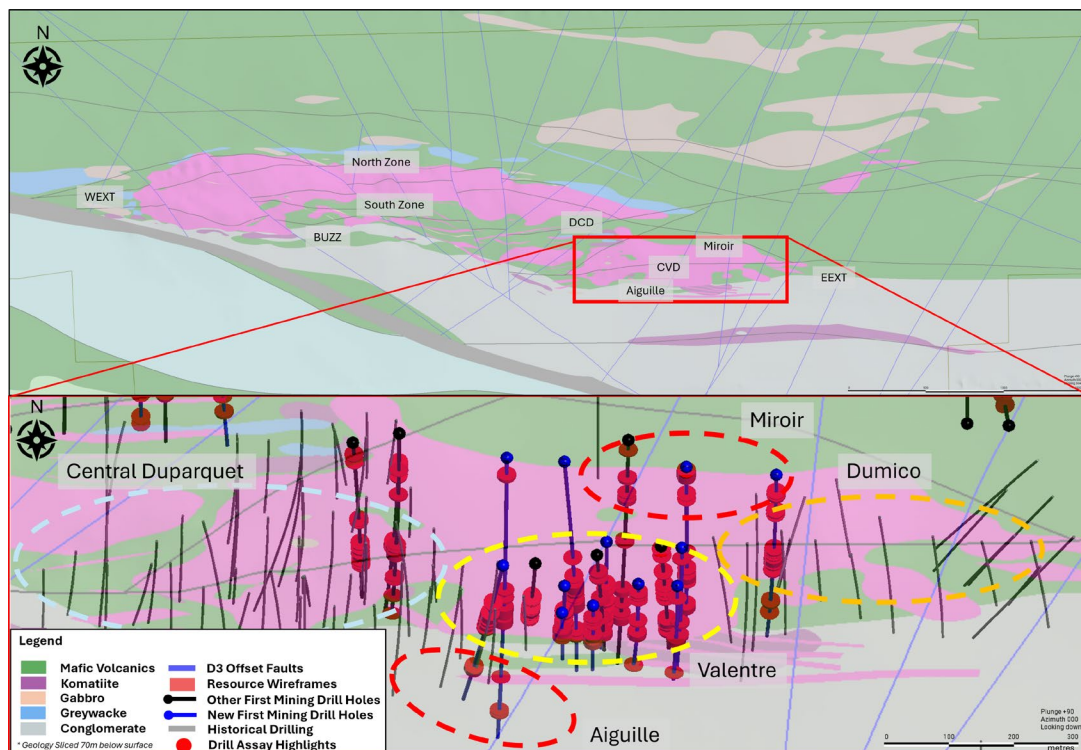 N
North Zone
WEXT
South Zone
BUZZ
DCD
Miroir
CVD
EEXT
Aiguille
Plunge +90
N
Miroir
Central Duparquet
Dumico
Valentre
Aiguille
Legend
Mafic Volcanics
Komatiite
Gabbro
Greywacke
Conglomerate
* Geology Sliced 70m below surface
D3 Offset Faults
Resource Wireframes
Other First Mining Drill Holes
New First Mining Drill Holes
Historical Drilling
Drill Assay Highlights
Plunge +90
Azimuth 000
Looking down
0 100 200 300
metres